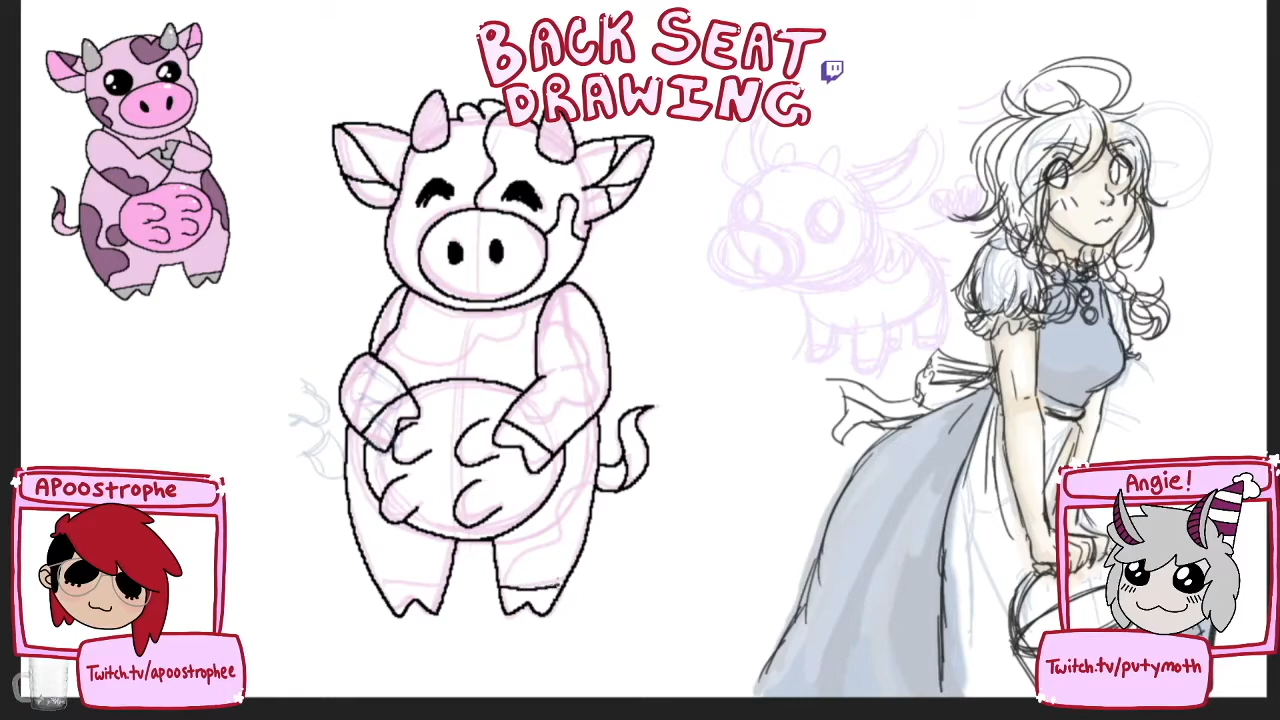 BACK SEAT
DRAWING
APOOStrophe
Angie!
Twitch.tv/apoostrophee
Twitch.tv/putymoth